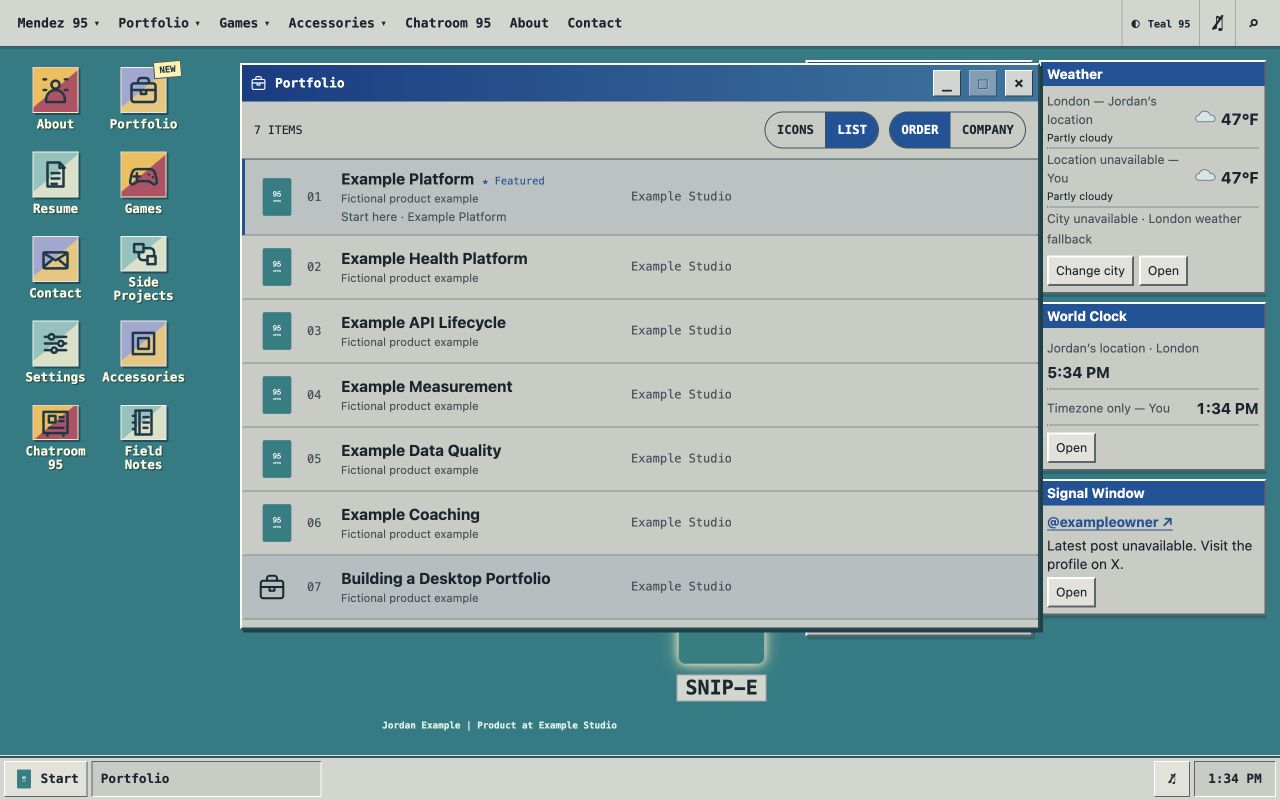 Mendez 95
Portfolio
Games
Accessories
Chatroom 95
About
Contact
Teal 95
About
NEW
Portfolio
Resume
Games
Contact
Side
Projects
Settings
Accessories
Chatroom
95
Field
Notes
Portfolio
7 ITEMS
ICONS
LIST
ORDER
COMPANY
95
01
Example Platform ★ Featured
Fictional product example
Start here · Example Platform
Example Studio
95
02
Example Health Platform
Fictional product example
Example Studio
95
03
Example API Lifecycle
Fictional product example
Example Studio
95
04
Example Measurement
Fictional product example
Example Studio
95
05
Example Data Quality
Fictional product example
Example Studio
95
06
Example Coaching
Fictional product example
Example Studio
07
Building a Desktop Portfolio
Fictional product example
Example Studio
Weather
London — Jordan's
location
Partly cloudy
47°F
Location unavailable —
You
Partly cloudy
47°F
City unavailable · London weather
fallback
Change city
Open
World Clock
Jordan's location · London
5:34 PM
Timezone only — You
1:34 PM
Open
Signal Window
@exampleowner ↗
Latest post unavailable. Visit the
profile on X.
Open
SNIP-E
Jordan Example | Product at Example Studio
Start
Portfolio
1:34 PM